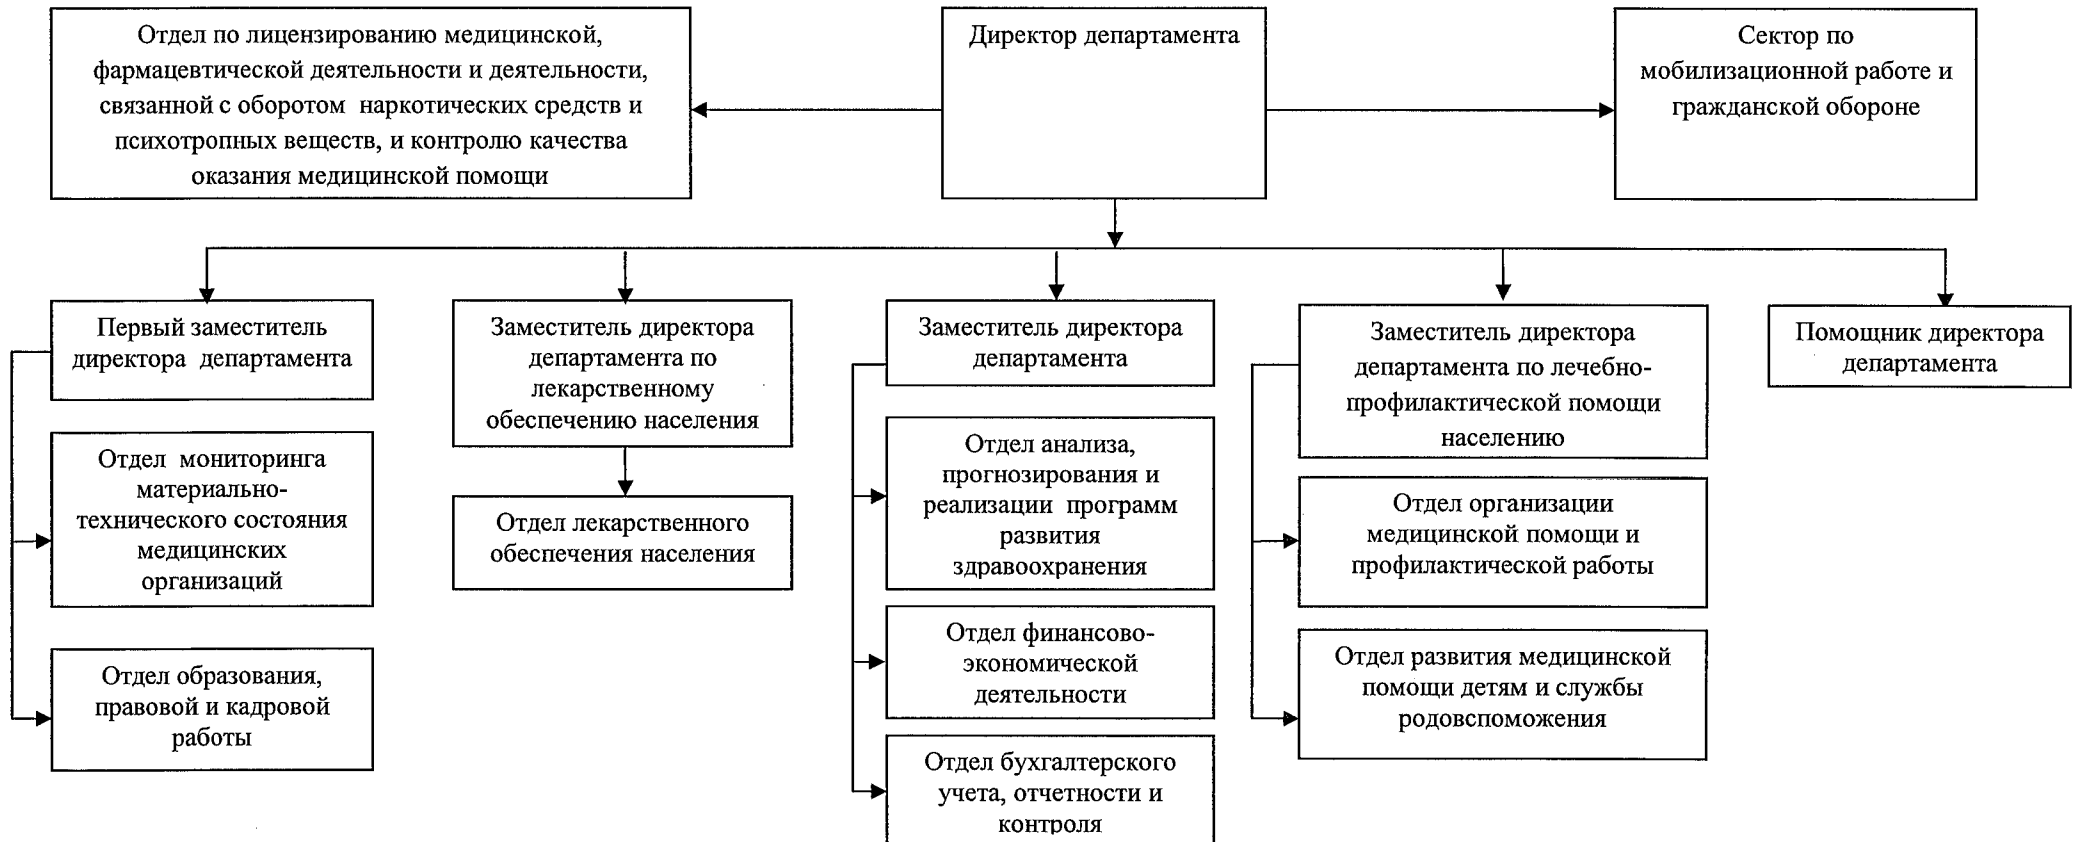 Отдел по лицензированию медицинской,
фармацевтической деятельности и деятельности,
связанной с оборотом наркотических средств и
психотропных веществ, и контролю качества
оказания медицинской помощи
Директор департамента
Сектор по
мобилизационной работе и
гражданской обороне
Первый заместитель
директора департамента
Заместитель директора
департамента по
лекарственному
обеспечению населения
Заместитель директора
департамента
Заместитель директора
департамента по лечебно-
профилактической помощи
населению
Помощник директора
департамента
Отдел мониторинга
материально-
технического состояния
медицинских
организаций
Отдел лекарственного
обеспечения населения
Отдел анализа,
прогнозирования и
реализации программ
развития
здравоохранения
Отдел организации
медицинской помощи и
профилактической работы
Отдел образования,
правовой и кадровой
работы
Отдел финансово-
экономической
деятельности
Отдел развития медицинской
помощи детям и службы
родовспоможения
Отдел бухгалтерского
учета, отчетности и
контроля